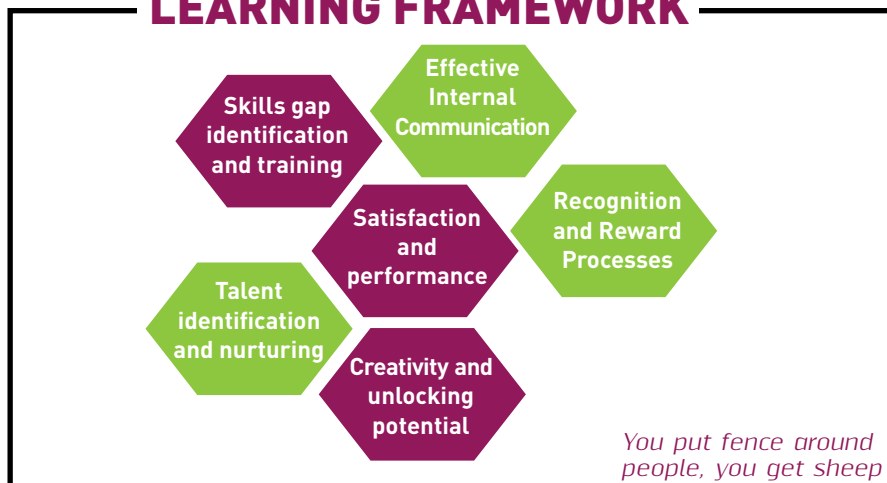 LEARNING FRAMEWORK
Effective
Internal
Communication
Skills gap
identification
and training
Recognition
and Reward
Processes
Satisfaction
and
performance
Talent
identification
and nurturing
Creativity and
unlocking
potential
You put fence around
people, you get sheep